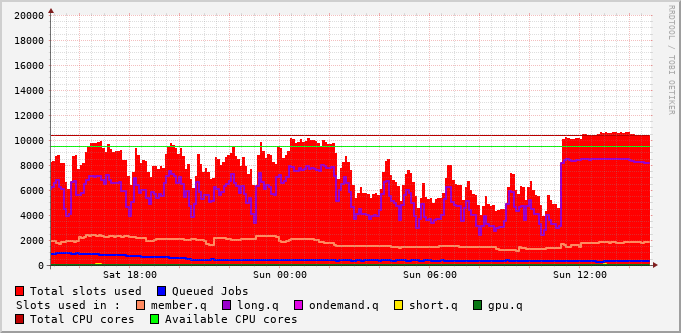 20000
18000
16000
14000
12000
10000
8000
6000
4000
2000
0
Sat 18:00 Sun 00:00 Sun 06:00 Sun 12:00
Total slots used Queued Jobs
Slots used in : member.q long.q ondemand.q short.q gpu.q
Total CPU cores Available CPU cores
RRDTOOL / TOBI OETIKER